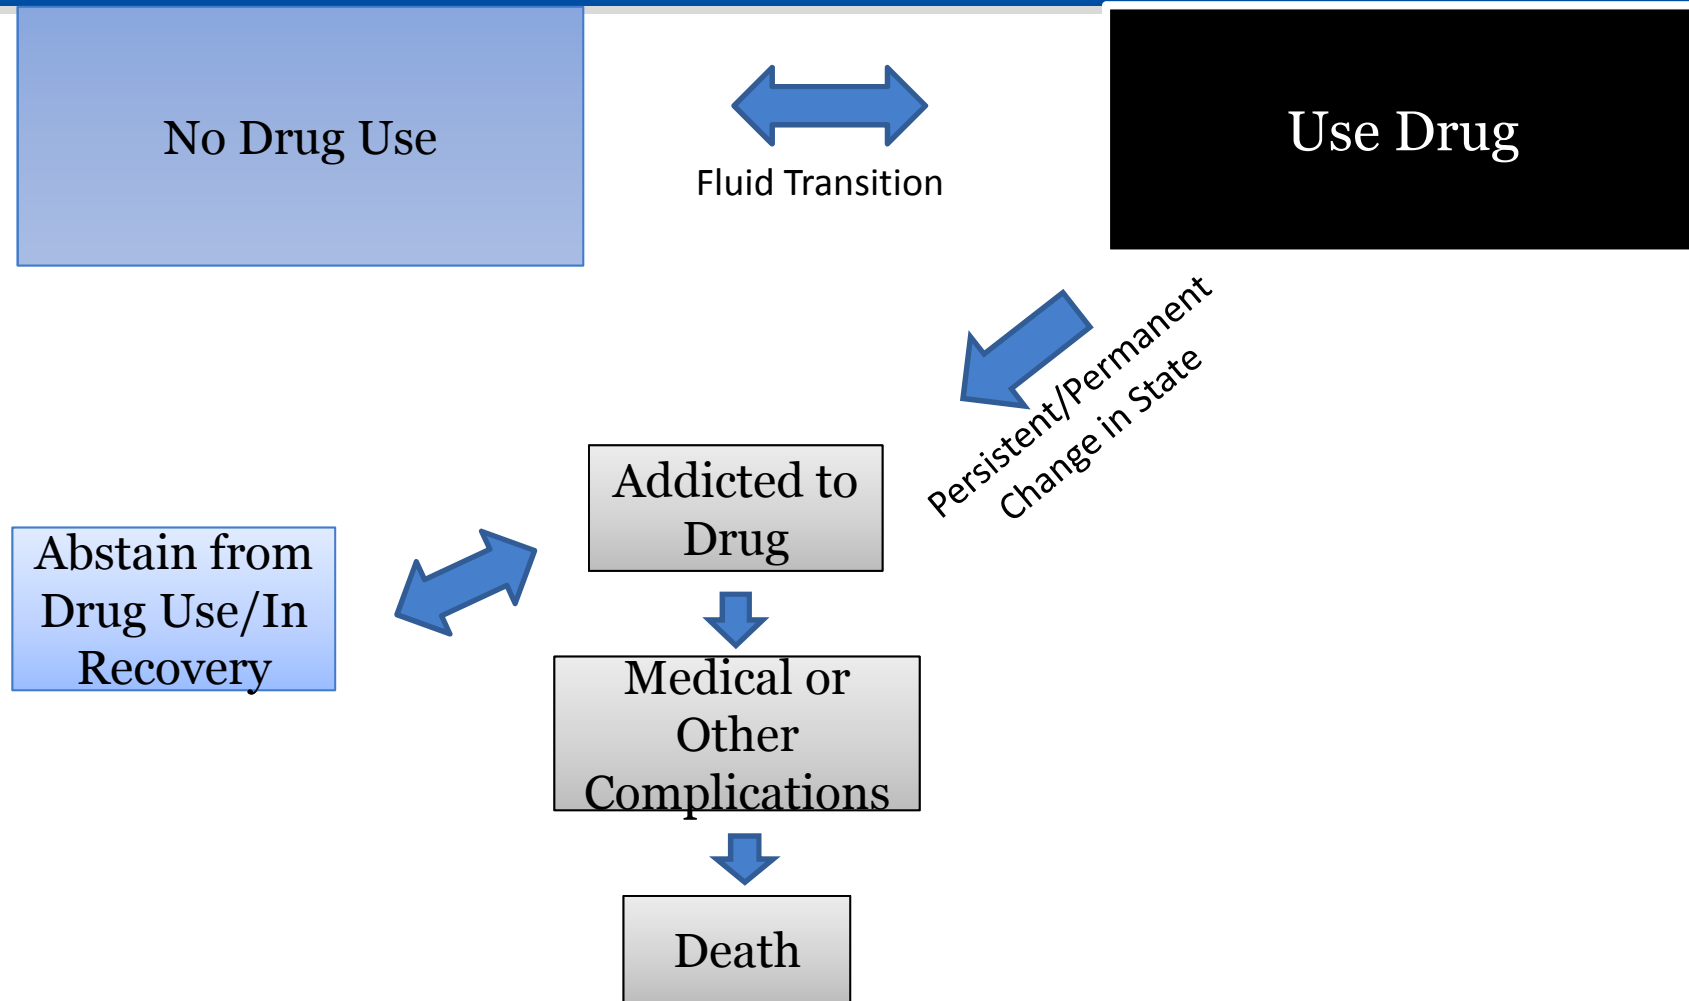 No Drug Use
Use Drug
Fluid Transition
Persistent/Permanent
Change in State
Addicted to
Drug
Abstain from
Drug Use/In
Recovery
Medical or
Other
Complications
Death